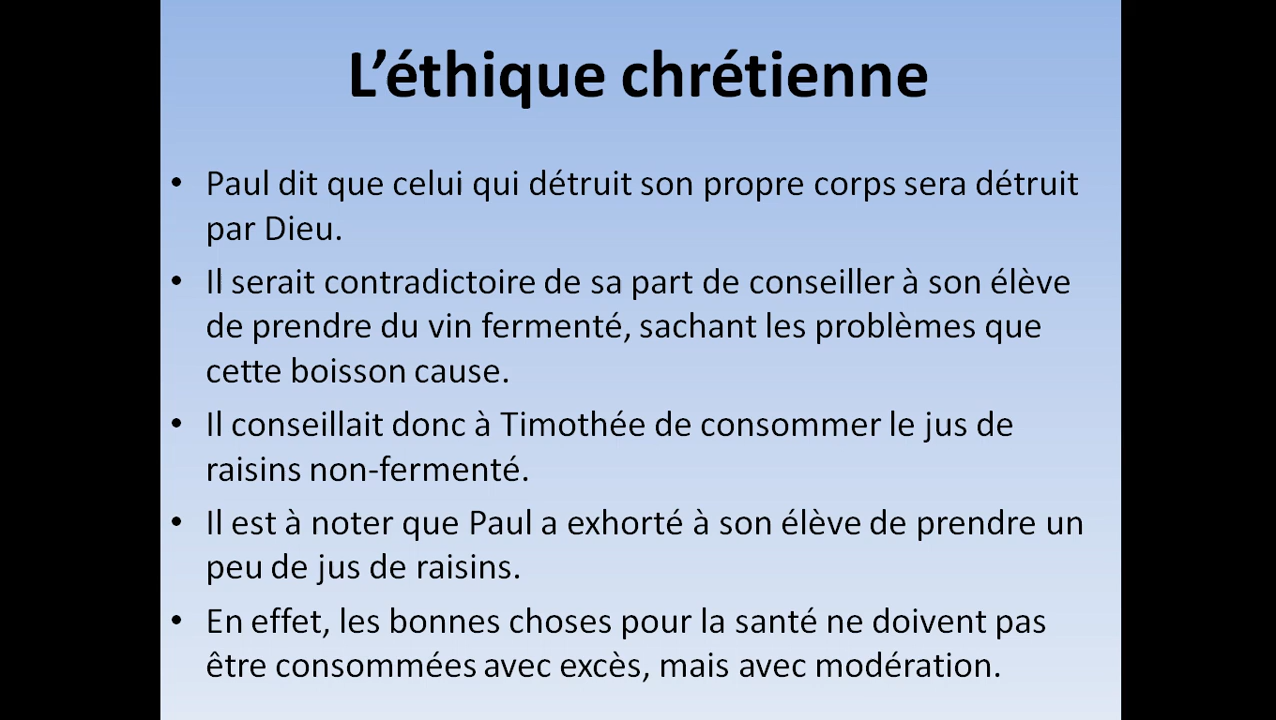 L’éthique chrétienne
• Paul dit que celui qui détruit son propre corps sera détruit
par Dieu.
• Il serait contradictoire de sa part de conseiller à son élève
de prendre du vin fermenté, sachant les problèmes que
cette boisson cause.
• Il conseillait donc à Timothée de consommer le jus de
raisins non-fermenté.
• Il est à noter que Paul a exhorté à son élève de prendre un
peu de jus de raisins.
• En effet, les bonnes choses pour la santé ne doivent pas
être consommées avec excès, mais avec modération.